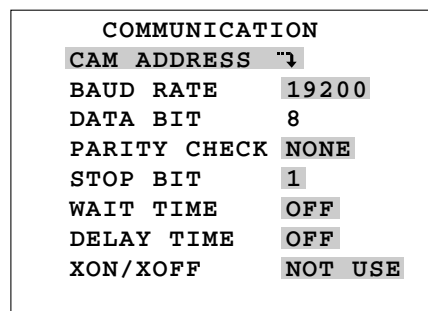 COMMUNICATION
CAM ADDRESS ⤵
BAUD RATE 19200
DATA BIT 8
PARITY CHECK NONE
STOP BIT 1
WAIT TIME OFF
DELAY TIME OFF
XON/XOFF NOT USE